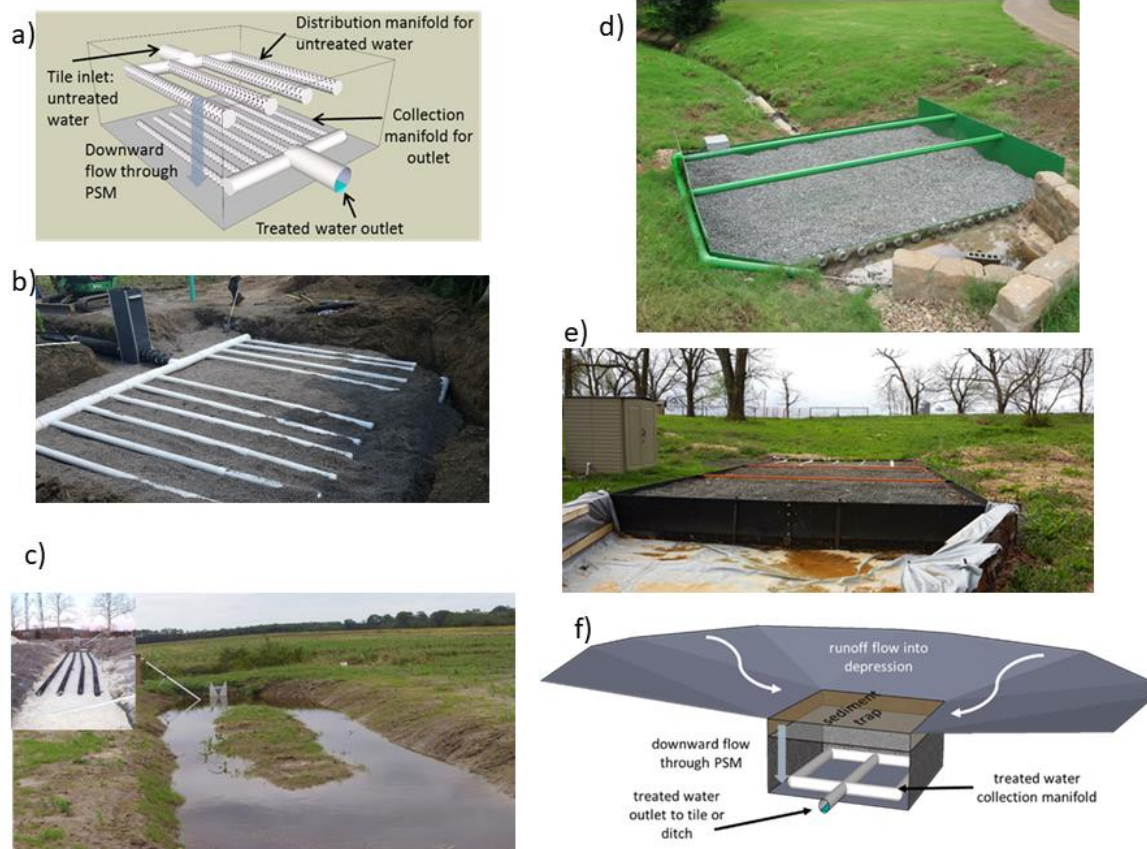 a)
Distribution manifold for
untreated water
Tile inlet:
untreated
water
Collection manifold for
outlet
Downward
flow through
PSM
Treated water outlet
b)
c)
d)
e)
f)
runoff flow into
depression
sediment
trap
downward flow
through PSM
treated water
collection manifold
treated water
outlet to tile or
ditch